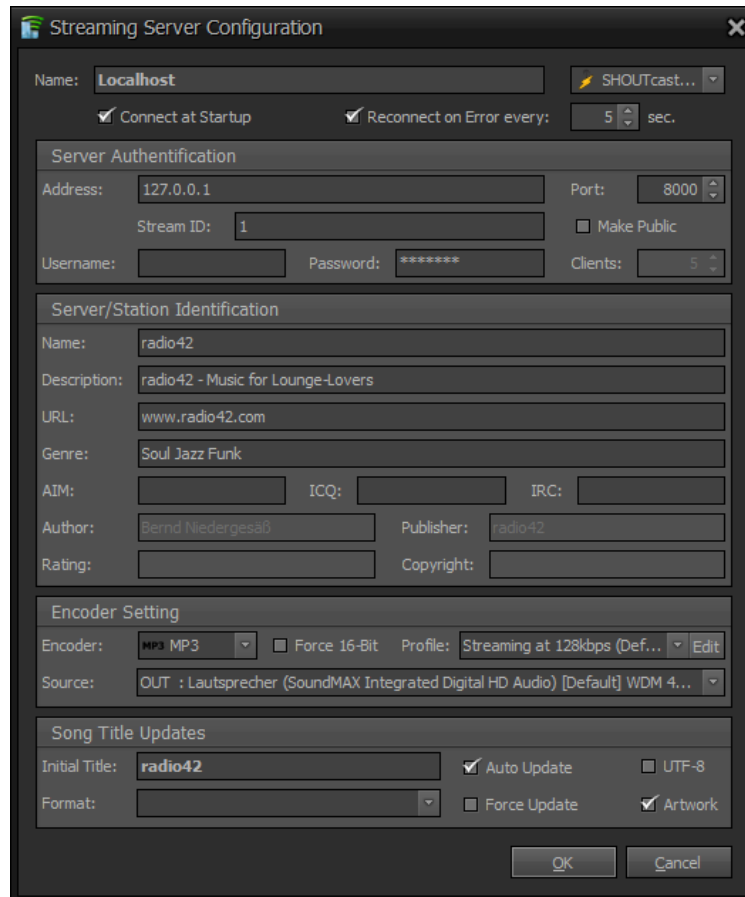 Streaming Server Configuration
Name: Localhost SHOUTcast...
Connect at Startup Reconnect on Error every: 5 sec.
Server Authentification
Address: 127.0.0.1 Port: 8000
Stream ID: 1 Make Public
Username: Password: ******* Clients: 5
Server/Station Identification
Name: radio42
Description: radio42 - Music for Lounge-Lovers
URL: www.radio42.com
Genre: Soul Jazz Funk
AIM: ICQ: IRC:
Author: Bernd Niedergesäß Publisher: radio42
Rating: Copyright:
Encoder Setting
Encoder: MP3 MP3 Force 16-Bit Profile: Streaming at 128kbps (Def... Edit
Source: OUT : Lautsprecher (SoundMAX Integrated Digital HD Audio) [Default] WDM 4...
Song Title Updates
Initial Title: radio42 Auto Update UTF-8
Format: Force Update Artwork
OK Cancel